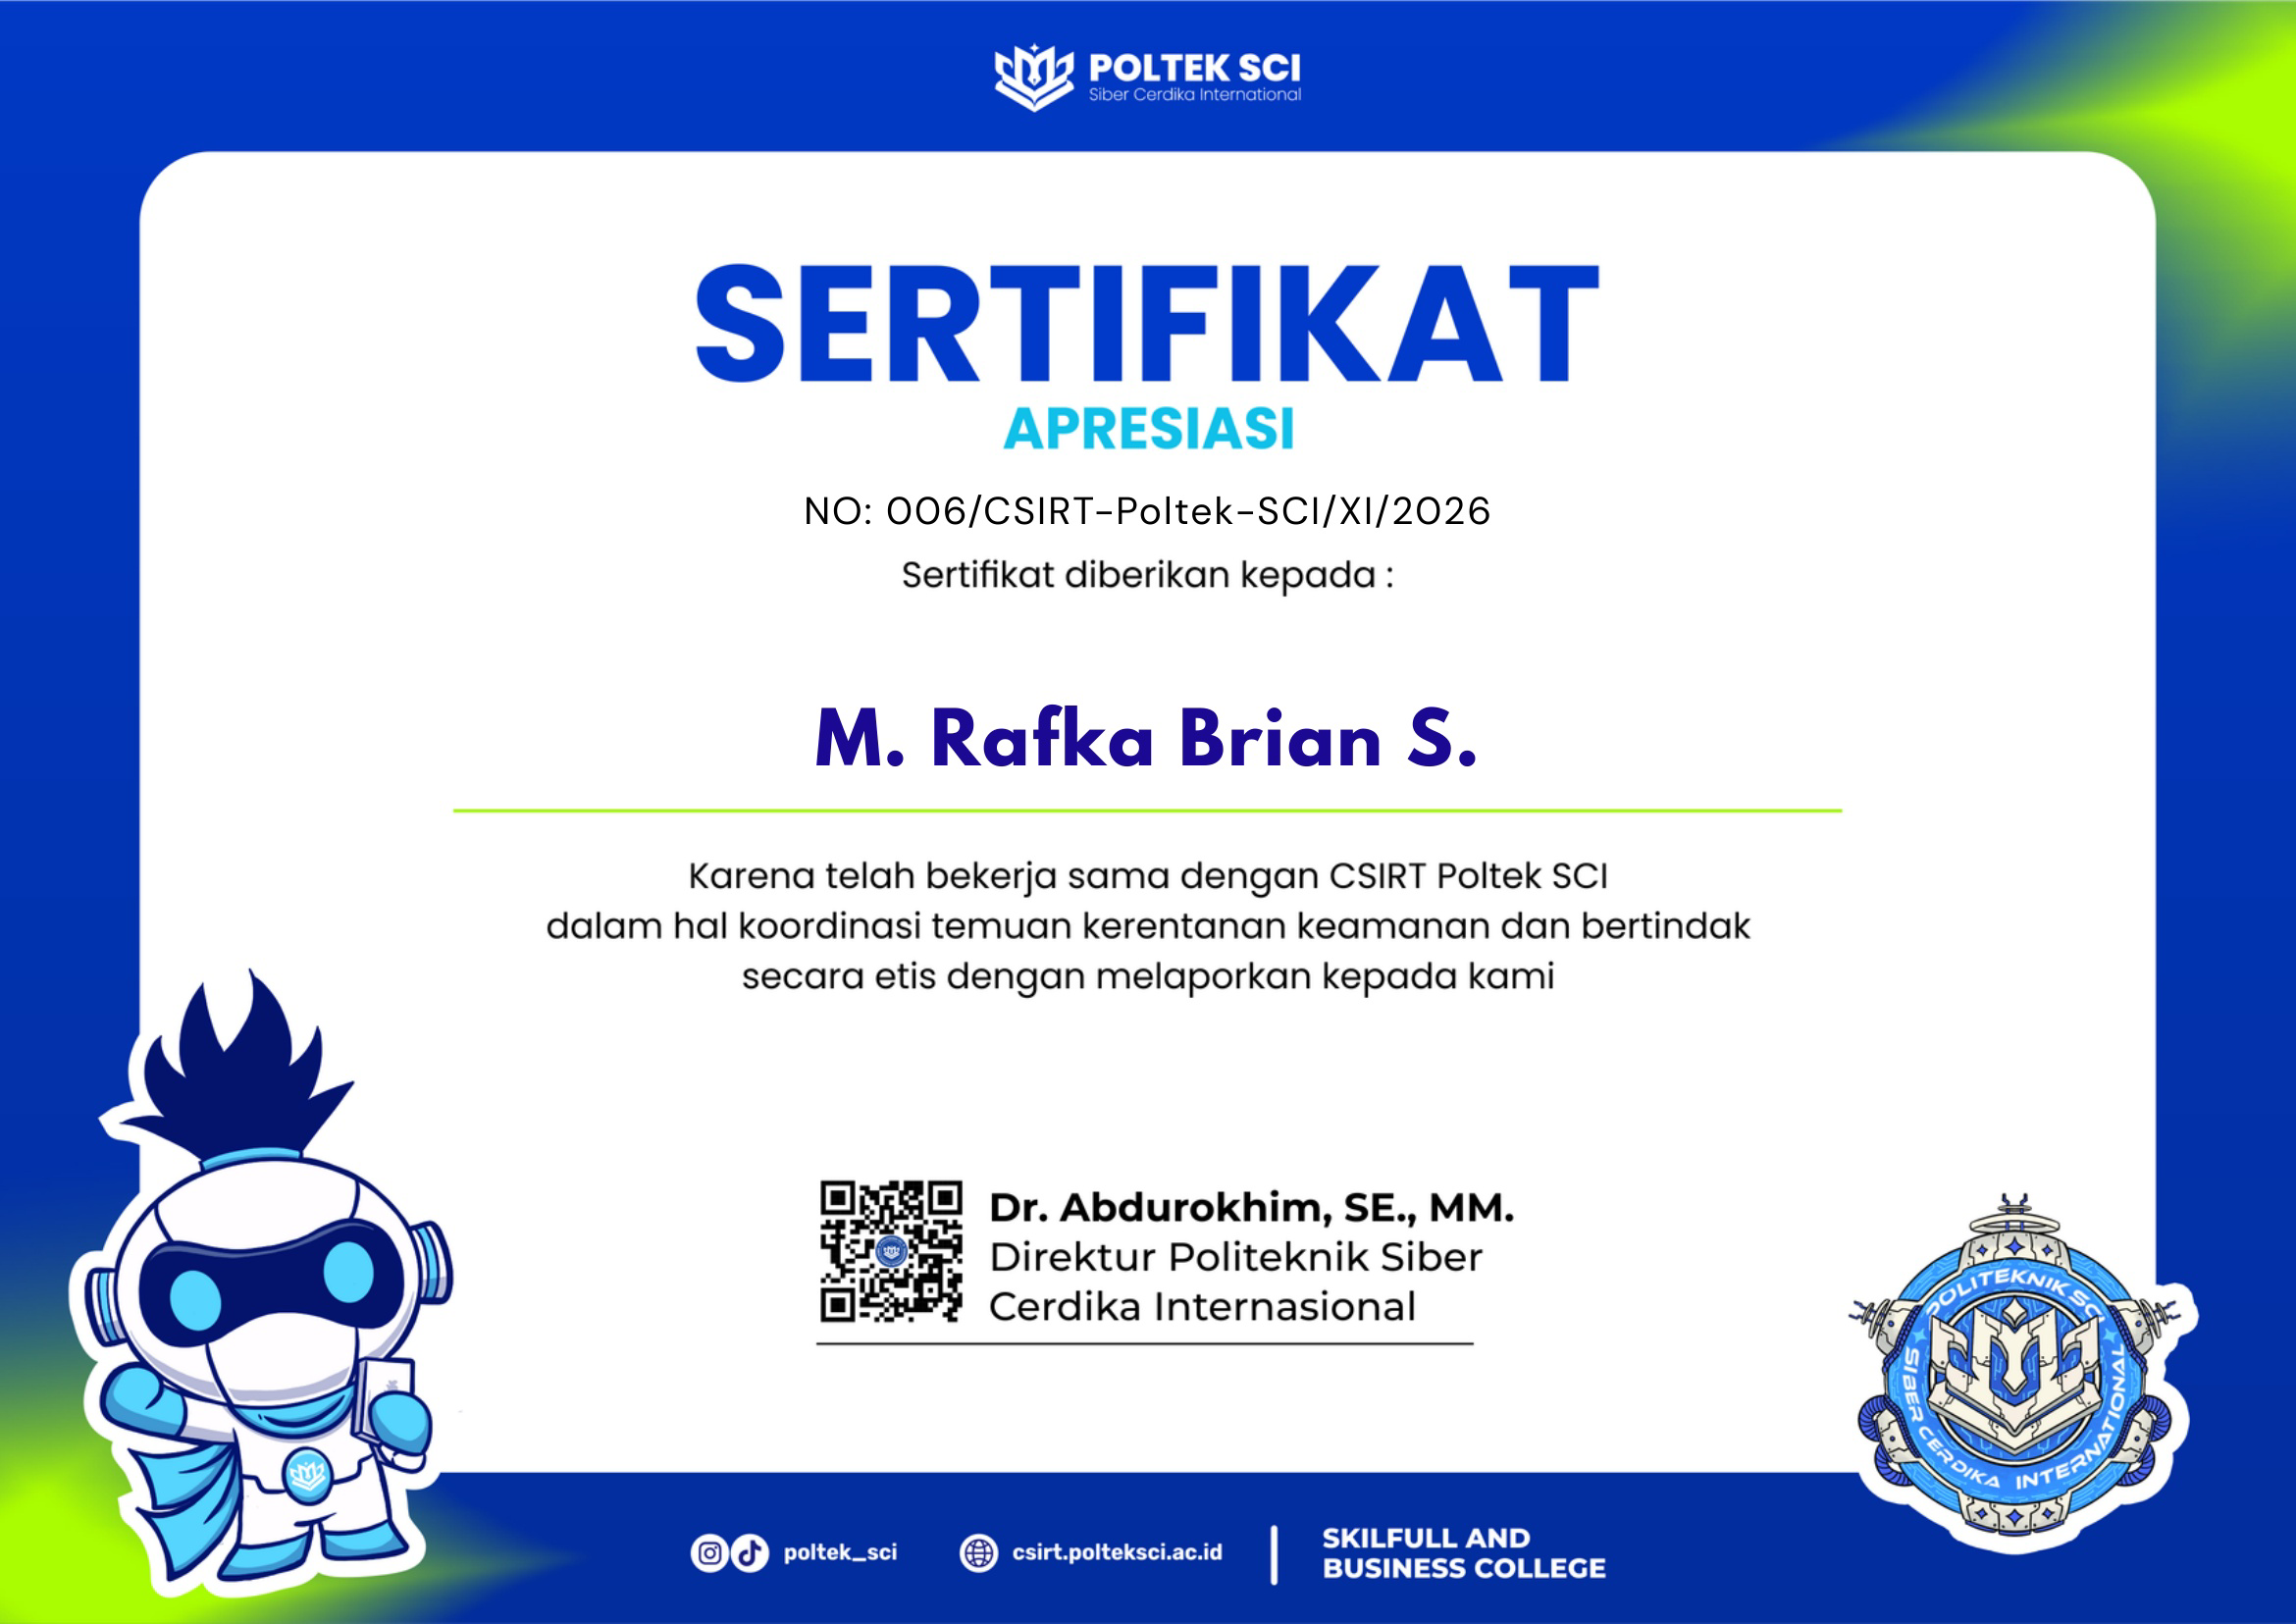 POLTEK SCI
Siber Cerdika International
SERTIFIKAT
APRESIASI
NO: 006/CSIRT-Poltek-SCI/XI/2026
Sertifikat diberikan kepada :
M. Rafka Brian S.
Karena telah bekerja sama dengan CSIRT Poltek SCI
dalam hal koordinasi temuan kerentanan keamanan dan bertindak
secara etis dengan melaporkan kepada kami
Dr. Abdurokhim, SE., MM.
Direktur Politeknik Siber
Cerdika Internasional
POLITEKNIK SCI
SIBER CERDIKA INTERNATIONAL
poltek_sci
csirt.polteksci.ac.id
SKILFULL AND
BUSINESS COLLEGE